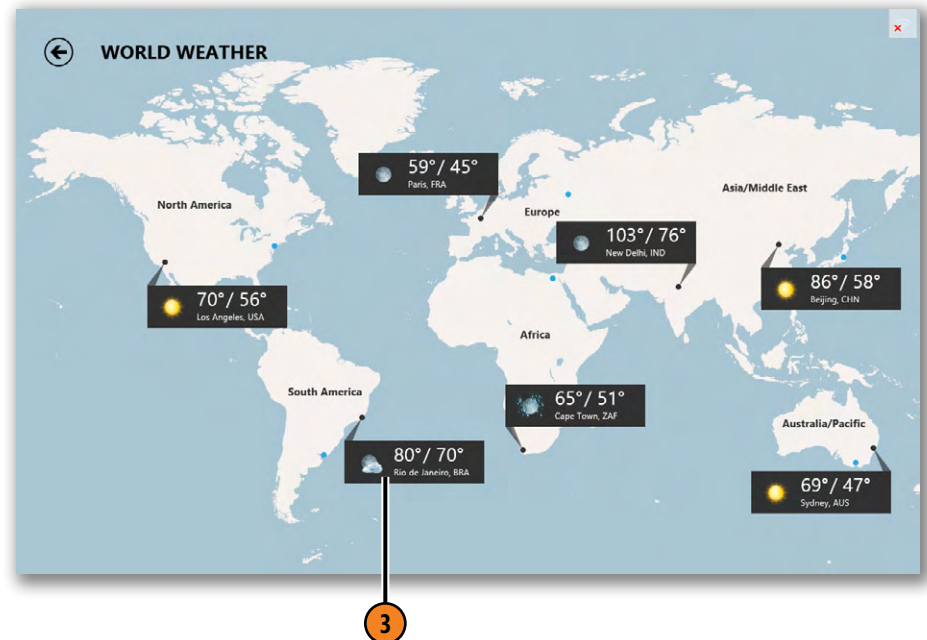 WORLD WEATHER
59°/ 45°
Paris, FRA
Asia/Middle East
North America
Europe
103°/ 76°
New Delhi, IND
86°/ 58°
Beijing, CHN
70°/ 56°
Los Angeles, USA
Africa
South America
65°/ 51°
Cape Town, ZAF
Australia/Pacific
80°/ 70°
Rio de Janeiro, BRA
69°/ 47°
Sydney, AUS
3